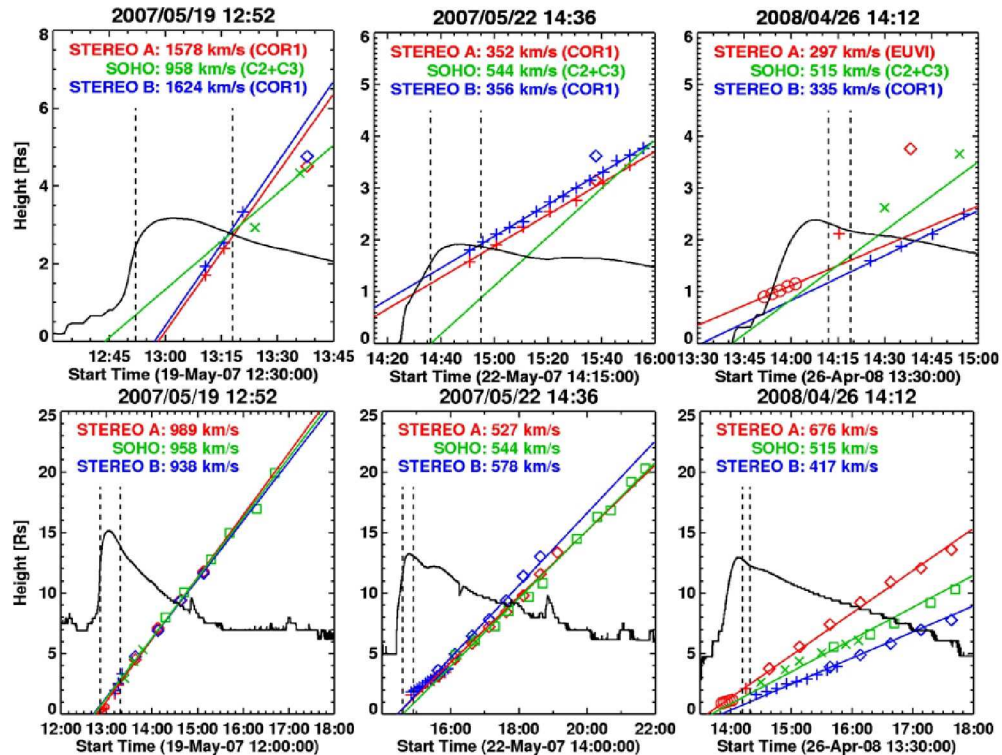 2007/05/19 12:52
STEREO A: 1578 km/s (COR1)
SOHO: 958 km/s (C2+C3)
STEREO B: 1624 km/s (COR1)
Height [Rs]
8
6
4
2
0
12:45 13:00 13:15 13:30 13:45
Start Time (19-May-07 12:30:00)
2007/05/22 14:36
STEREO A: 352 km/s (COR1)
SOHO: 544 km/s (C2+C3)
STEREO B: 356 km/s (COR1)
6
5
4
3
2
1
0
14:20 14:40 15:00 15:20 15:40 16:00
Start Time (22-May-07 14:15:00)
2008/04/26 14:12
STEREO A: 297 km/s (EUVI)
SOHO: 515 km/s (C2+C3)
STEREO B: 335 km/s (COR1)
6
5
4
3
2
1
0
13:30 13:45 14:00 14:15 14:30 14:45 15:00
Start Time (26-Apr-08 13:30:00)
2007/05/19 12:52
STEREO A: 989 km/s
SOHO: 958 km/s
STEREO B: 938 km/s
Height [Rs]
25
20
15
10
5
0
12:00 13:00 14:00 15:00 16:00 17:00 18:00
Start Time (19-May-07 12:00:00)
2007/05/22 14:36
STEREO A: 527 km/s
SOHO: 544 km/s
STEREO B: 578 km/s
25
20
15
10
5
0
16:00 18:00 20:00 22:00
Start Time (22-May-07 14:00:00)
2008/04/26 14:12
STEREO A: 676 km/s
SOHO: 515 km/s
STEREO B: 417 km/s
25
20
15
10
5
0
14:00 15:00 16:00 17:00 18:00
Start Time (26-Apr-08 13:30:00)